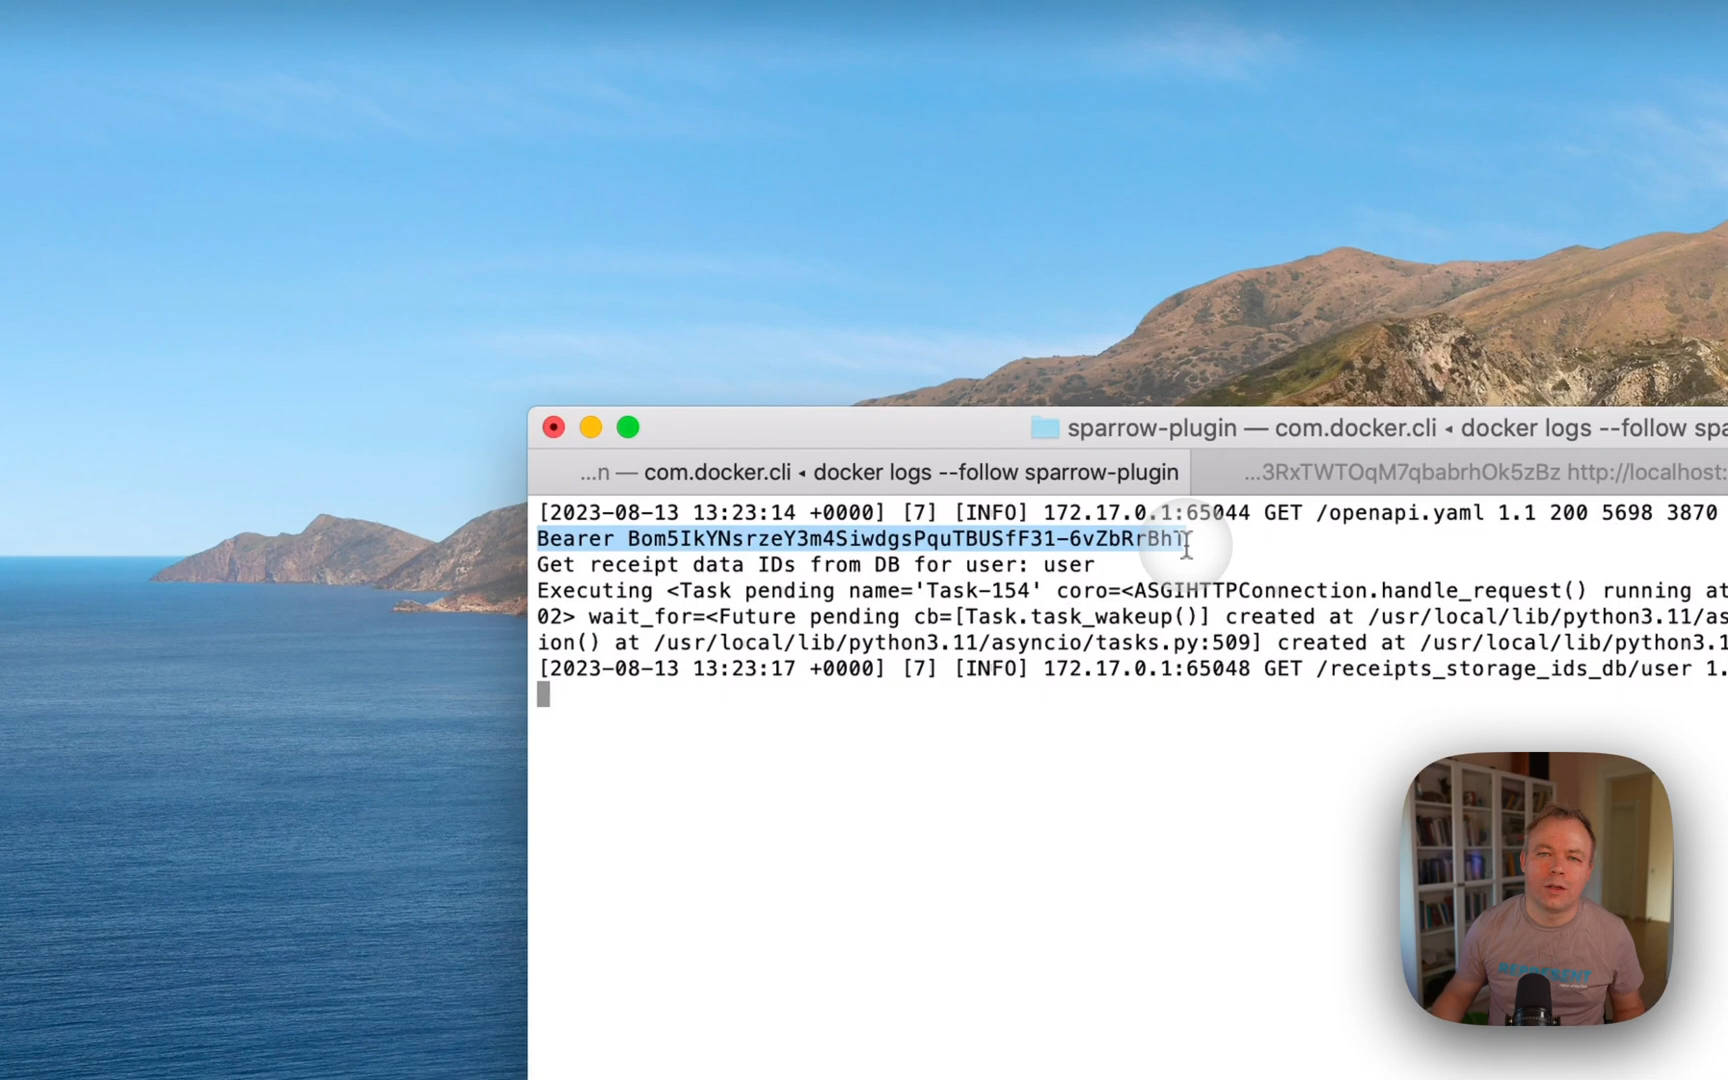 sparrow-plugin — com.docker.cli ◂ docker logs --follow spa
...n — com.docker.cli ◂ docker logs --follow sparrow-plugin
...3RxTWTOqM7qbabrhOk5zBz http://localhost:
[2023-08-13 13:23:14 +0000] [7] [INFO] 172.17.0.1:65044 GET /openapi.yaml 1.1 200 5698 3870
Bearer Bom5IkYNsrzeY3m4SiwdgsPquTBUSfF31-6vZbRrBhT
Get receipt data IDs from DB for user: user
Executing <Task pending name='Task-154' coro=<ASGIHTTPConnection.handle_request() running at
02> wait_for=<Future pending cb=[Task.task_wakeup()] created at /usr/local/lib/python3.11/as
ion() at /usr/local/lib/python3.11/asyncio/tasks.py:509] created at /usr/local/lib/python3.1
[2023-08-13 13:23:17 +0000] [7] [INFO] 172.17.0.1:65048 GET /receipts_storage_ids_db/user 1.